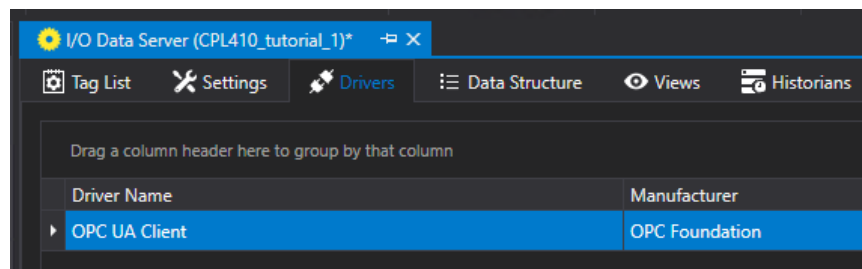 I/O Data Server (CPL410_tutorial_1)*
Tag List Settings Drivers Data Structure Views Historians
Drag a column header here to group by that column
Driver Name Manufacturer
OPC UA Client OPC Foundation